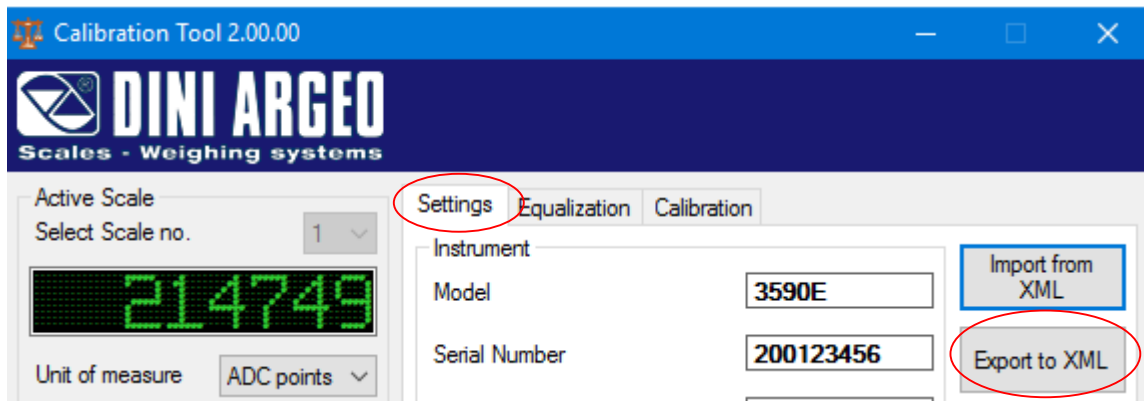 Calibration Tool 2.00.00
DINI ARGEO
Scales - Weighing systems
Active Scale
Select Scale no. 1
214749
Unit of measure ADC points
Settings Equalization Calibration
Instrument
Model 3590E
Serial Number 200123456
Import from
XML
Export to XML